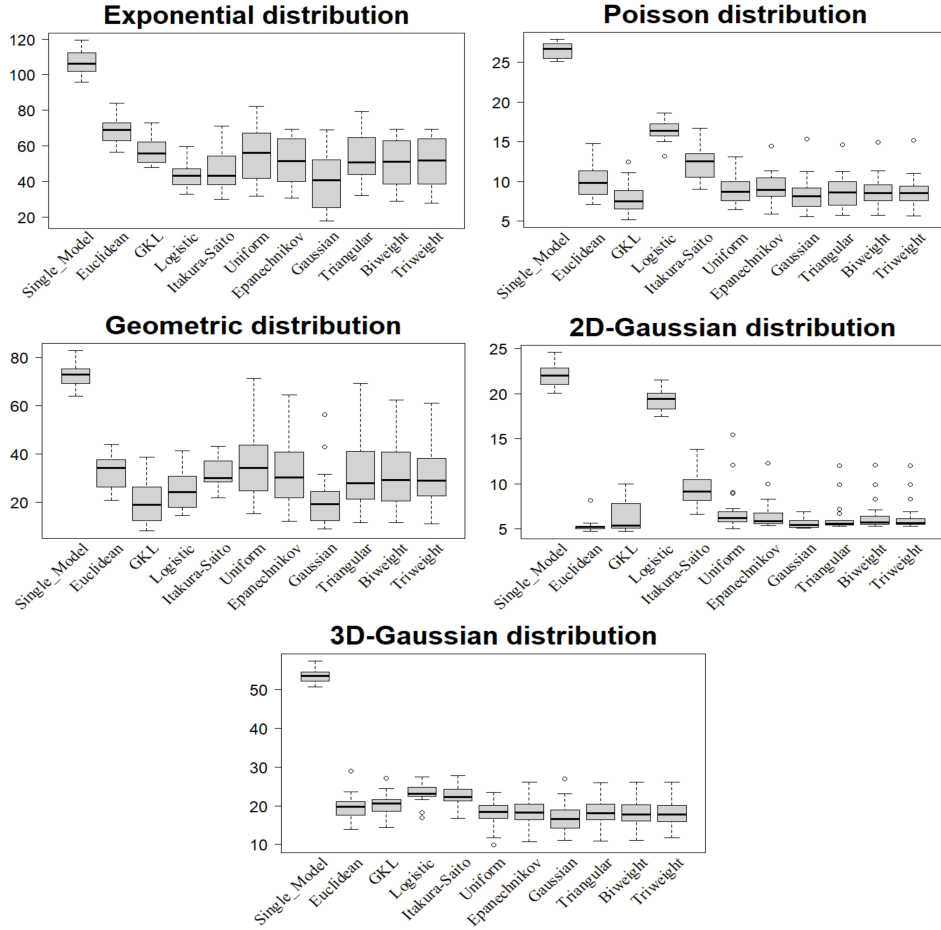 Exponential distribution
120
100
80
60
40
20
Single_Model
Euclidean
GKL
Logistic
Itakura-Saito
Uniform
Epanechnikov
Gaussian
Triangular
Biweight
Triweight
Poisson distribution
25
20
15
10
5
Single_Model
Euclidean
GKL
Logistic
Itakura-Saito
Uniform
Epanechnikov
Gaussian
Triangular
Biweight
Triweight
Geometric distribution
80
60
40
20
Single_Model
Euclidean
GKL
Logistic
Itakura-Saito
Uniform
Epanechnikov
Gaussian
Triangular
Biweight
Triweight
2D-Gaussian distribution
25
20
15
10
5
Single_Model
Euclidean
GKL
Logistic
Itakura-Saito
Uniform
Epanechnikov
Gaussian
Triangular
Biweight
Triweight
3D-Gaussian distribution
50
40
30
20
10
Single_Model
Euclidean
GKL
Logistic
Itakura-Saito
Uniform
Epanechnikov
Gaussian
Triangular
Biweight
Triweight